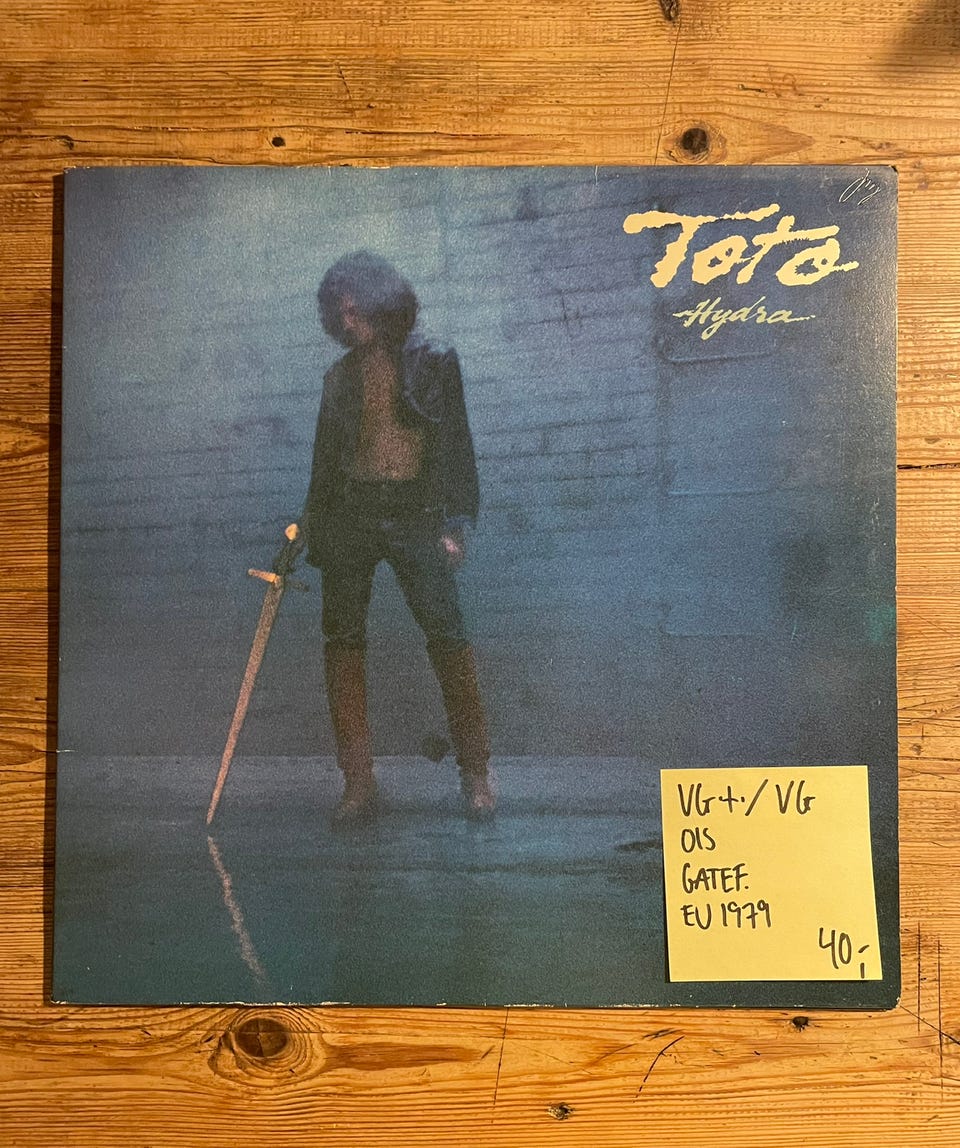 Toto
Hydra
VG+./VG
OIS
GATEF.
EU 1979
40,-